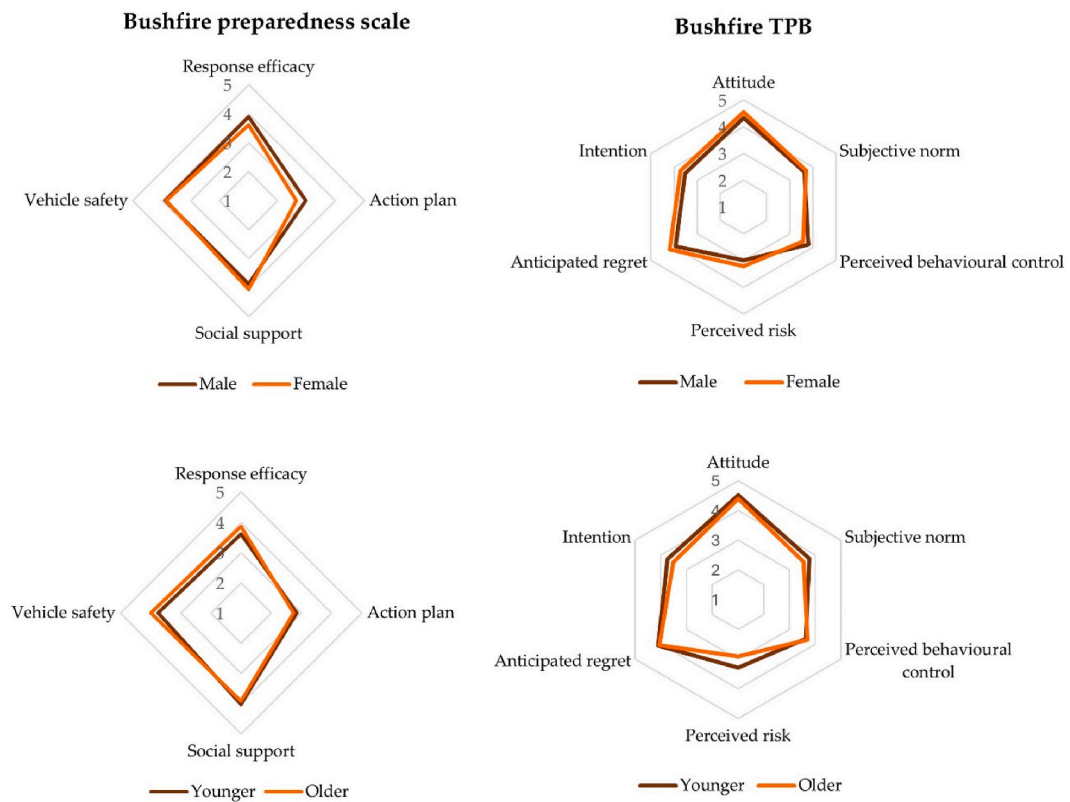 Bushfire preparedness scale
Bushfire TPB
Response efficacy
5
4
3
2
1
Vehicle safety
Action plan
Social support
Male
Female
Attitude
5
4
3
2
1
Intention
Subjective norm
Anticipated regret
Perceived behavioural control
Perceived risk
Male
Female
Response efficacy
5
4
3
2
1
Vehicle safety
Action plan
Social support
Younger
Older
Attitude
5
4
3
2
1
Intention
Subjective norm
Anticipated regret
Perceived behavioural
control
Perceived risk
Younger
Older